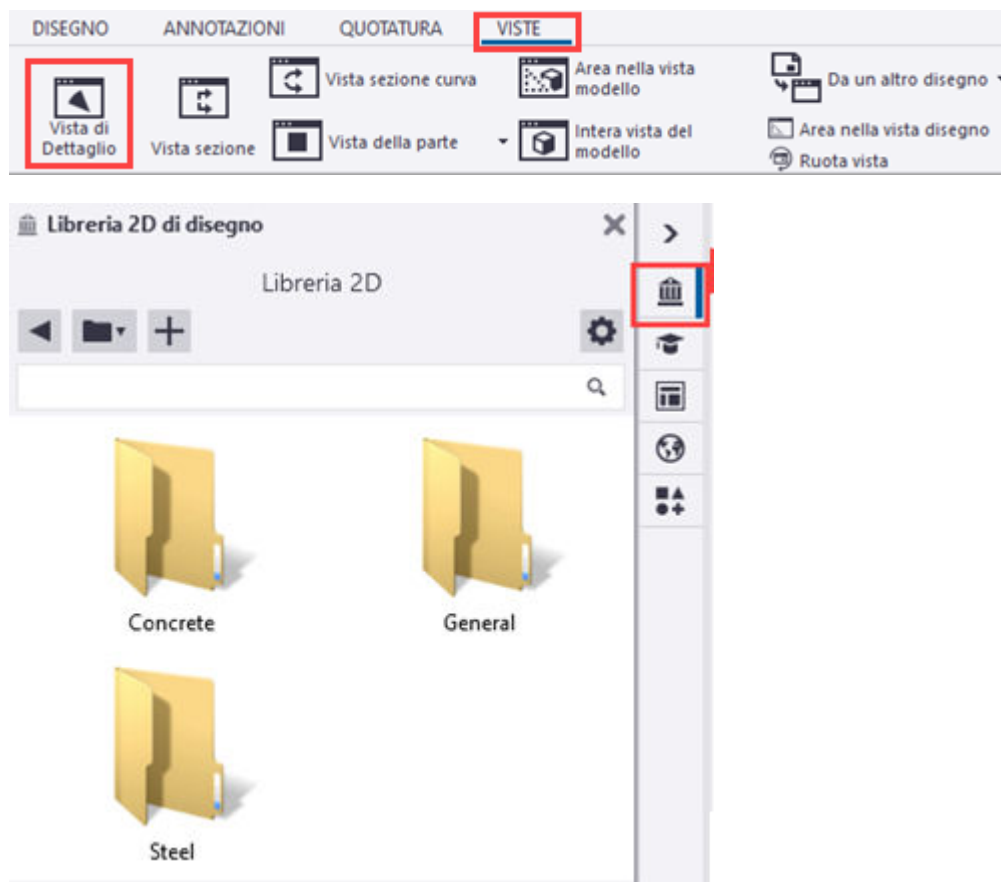 DISEGNO ANNOTAZIONI QUOTATURA VISTE
Vista di
Dettaglio
Vista sezione
Vista sezione curva
Vista della parte
Area nella vista
modello
Intera vista del
modello
Da un altro disegno
Area nella vista disegno
Ruota vista
Libreria 2D di disegno
Libreria 2D
Concrete
General
Steel